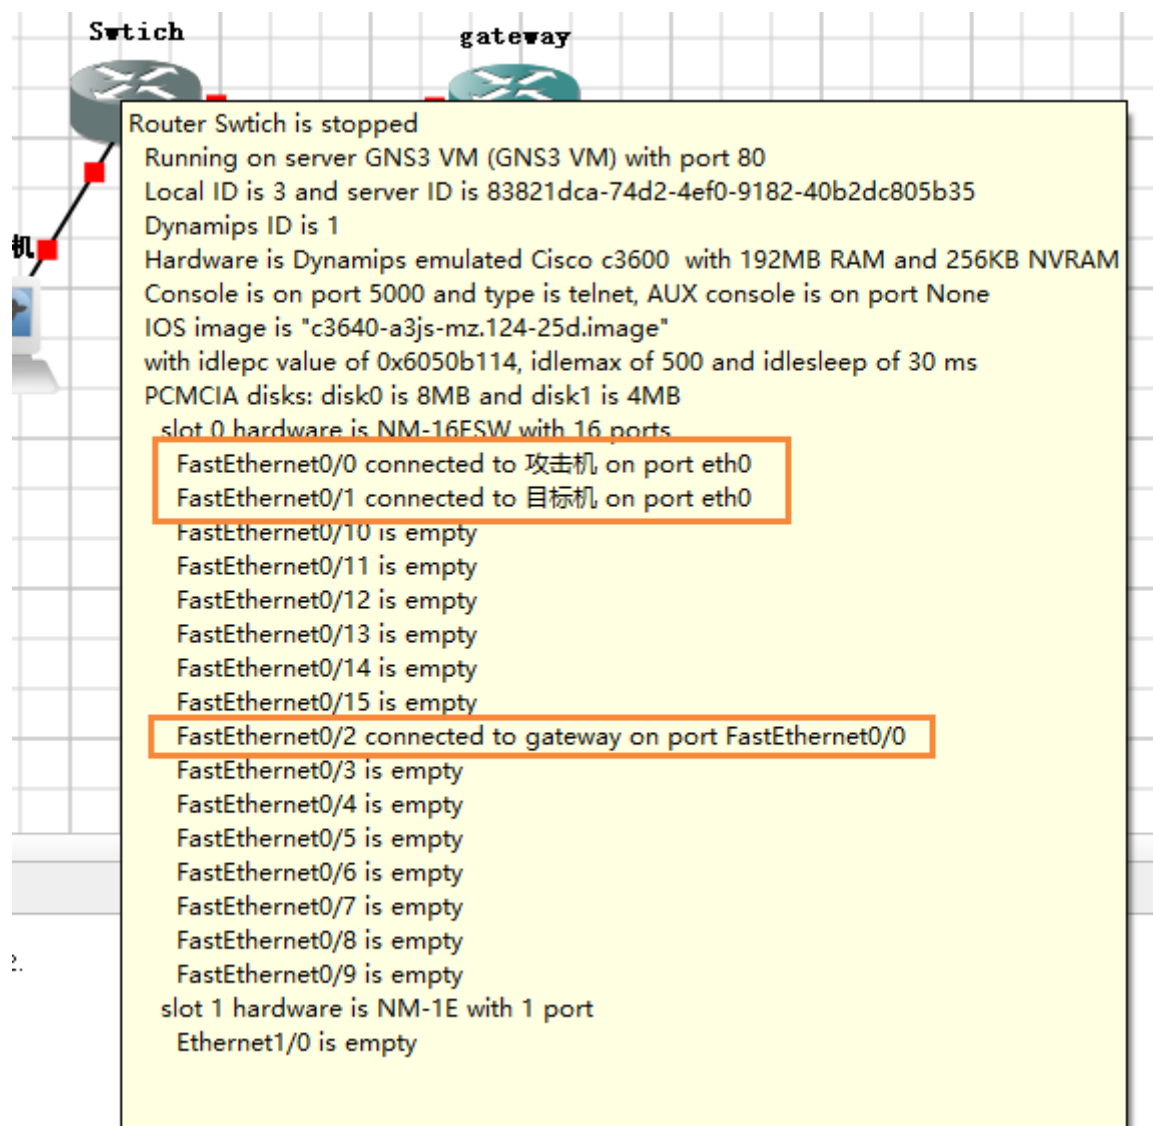 Swtich
gateway
Router Swtich is stopped
Running on server GNS3 VM (GNS3 VM) with port 80
Local ID is 3 and server ID is 83821dca-74d2-4ef0-9182-40b2dc805b35
Dynamips ID is 1
机
Hardware is Dynamips emulated Cisco c3600 with 192MB RAM and 256KB NVRAM
Console is on port 5000 and type is telnet, AUX console is on port None
IOS image is "c3640-a3js-mz.124-25d.image"
with idlepc value of 0x6050b114, idlemax of 500 and idlesleep of 30 ms
PCMCIA disks: disk0 is 8MB and disk1 is 4MB
slot 0 hardware is NM-16ESW with 16 ports
FastEthernet0/0 connected to 攻击机 on port eth0
FastEthernet0/1 connected to 目标机 on port eth0
FastEthernet0/10 is empty
FastEthernet0/11 is empty
FastEthernet0/12 is empty
FastEthernet0/13 is empty
FastEthernet0/14 is empty
FastEthernet0/15 is empty
FastEthernet0/2 connected to gateway on port FastEthernet0/0
FastEthernet0/3 is empty
FastEthernet0/4 is empty
FastEthernet0/5 is empty
FastEthernet0/6 is empty
FastEthernet0/7 is empty
FastEthernet0/8 is empty
2.
FastEthernet0/9 is empty
slot 1 hardware is NM-1E with 1 port
Ethernet1/0 is empty